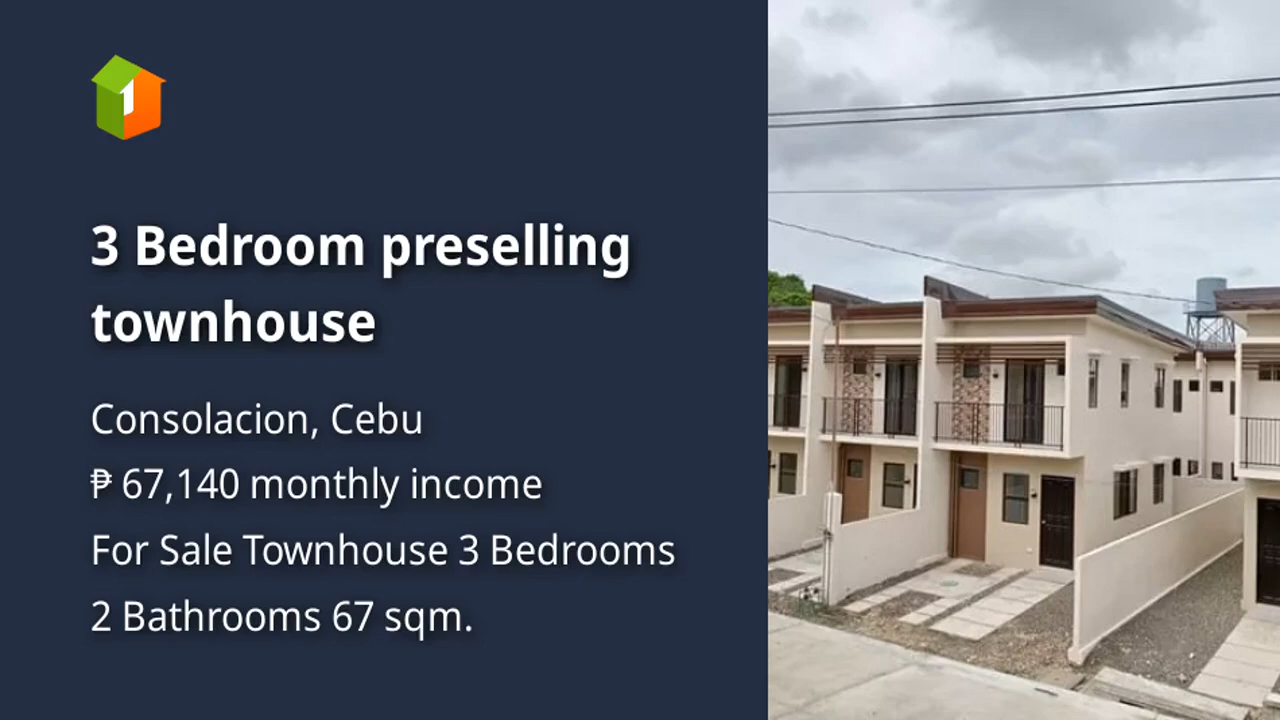 3 Bedroom preselling
townhouse
Consolacion, Cebu
₱ 67,140 monthly income
For Sale Townhouse 3 Bedrooms
2 Bathrooms 67 sqm.